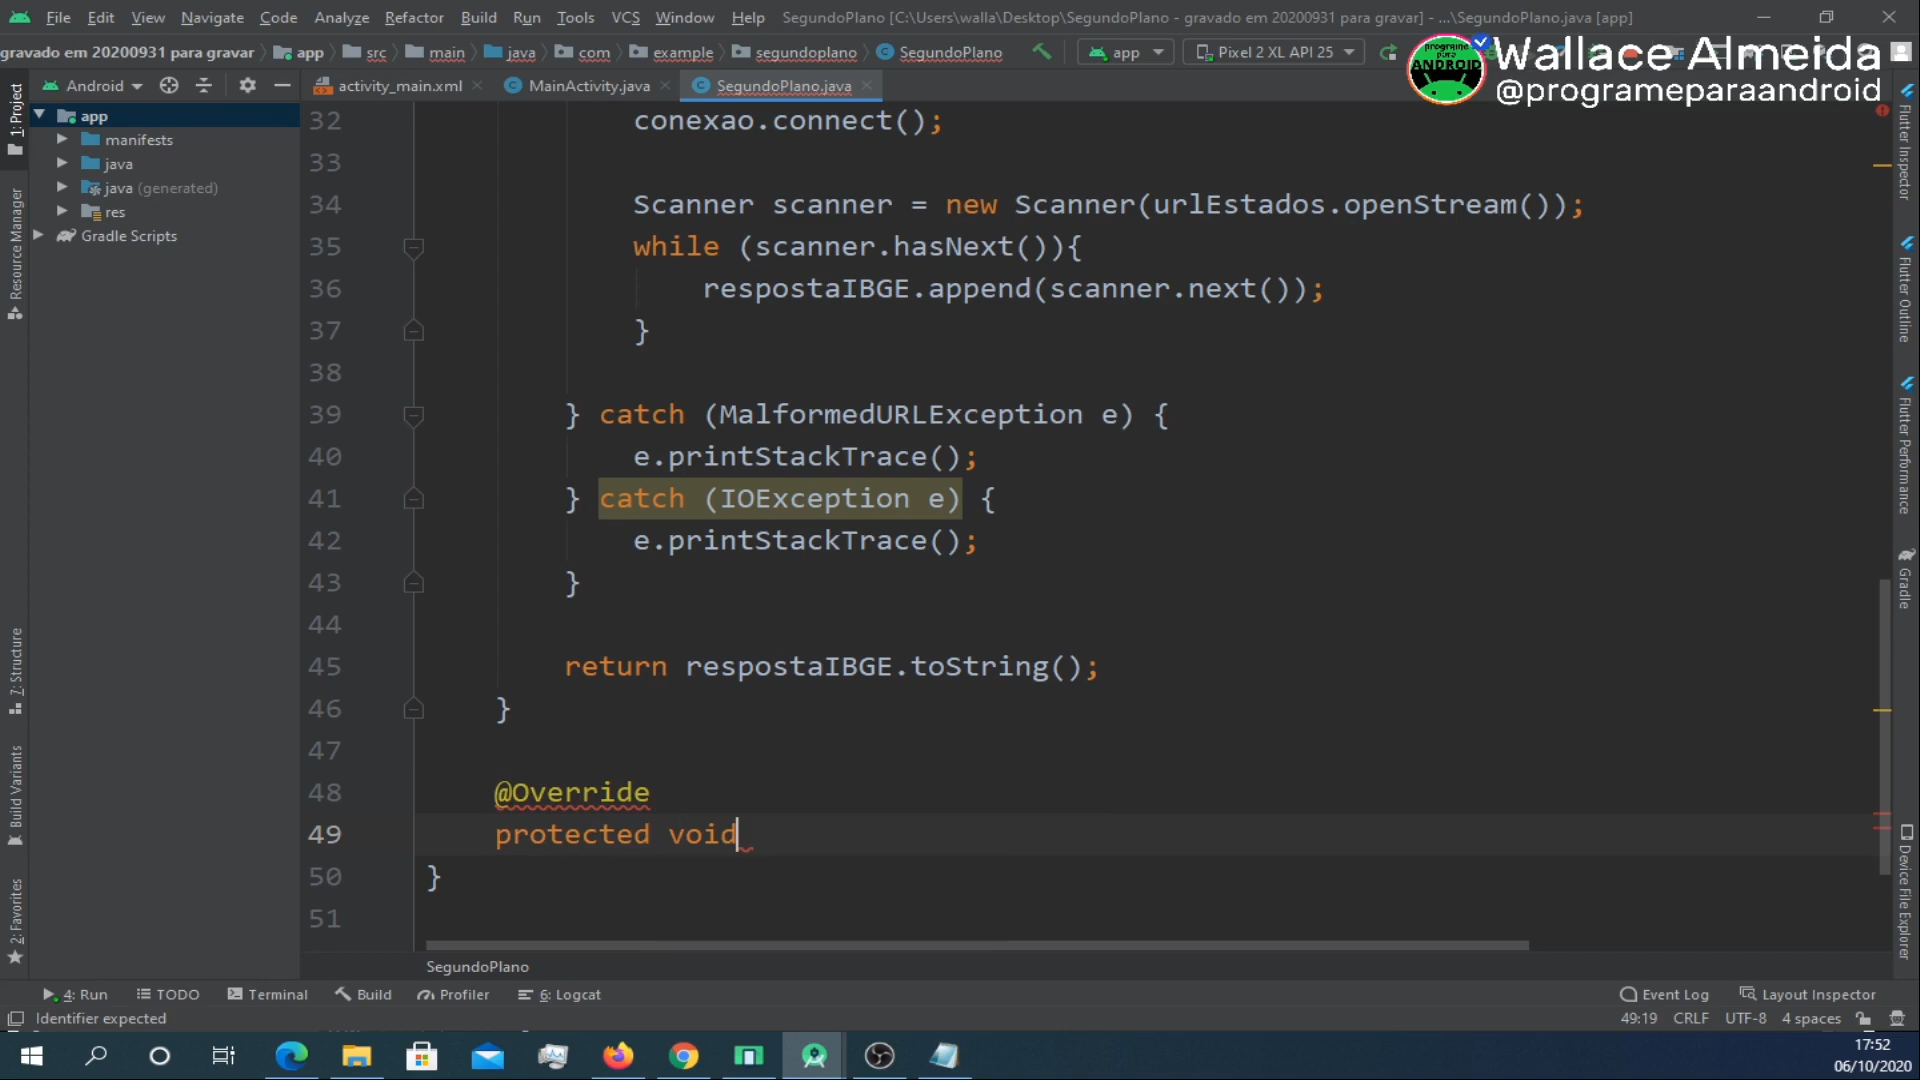 File Edit View Navigate Code Analyze Refactor Build Run Tools VCS Window Help SegundoPlano [C:\Users\walla\Desktop\SegundoPlano - gravado em 20200931 para gravar] - ...\SegundoPlano.java [app]
gravado em 20200931 para gravar app src main java com example segundoplano SegundoPlano app Pixel 2 XL API 25
programe para ANDROID
Wallace Almeida
@programeparaandroid
Android activity_main.xml MainActivity.java SegundoPlano.java
1: Project
Resource Manager
7: Structure
Build Variants
2: Favorites
app
manifests
java
java (generated)
res
Gradle Scripts
32 conexao.connect();
33
34 Scanner scanner = new Scanner(urlEstados.openStream());
35 while (scanner.hasNext()){
36 respostaIBGE.append(scanner.next());
37 }
38
39 } catch (MalformedURLException e) {
40 e.printStackTrace();
41 } catch (IOException e) {
42 e.printStackTrace();
43 }
44
45 return respostaIBGE.toString();
46 }
47
48 @Override
49 protected void
50 }
51
SegundoPlano
Flutter Inspector
Flutter Outline
Flutter Performance
Gradle
Device File Explorer
4: Run TODO Terminal Build Profiler 6: Logcat Event Log Layout Inspector
Identifier expected 49:19 CRLF UTF-8 4 spaces
17:52
06/10/2020